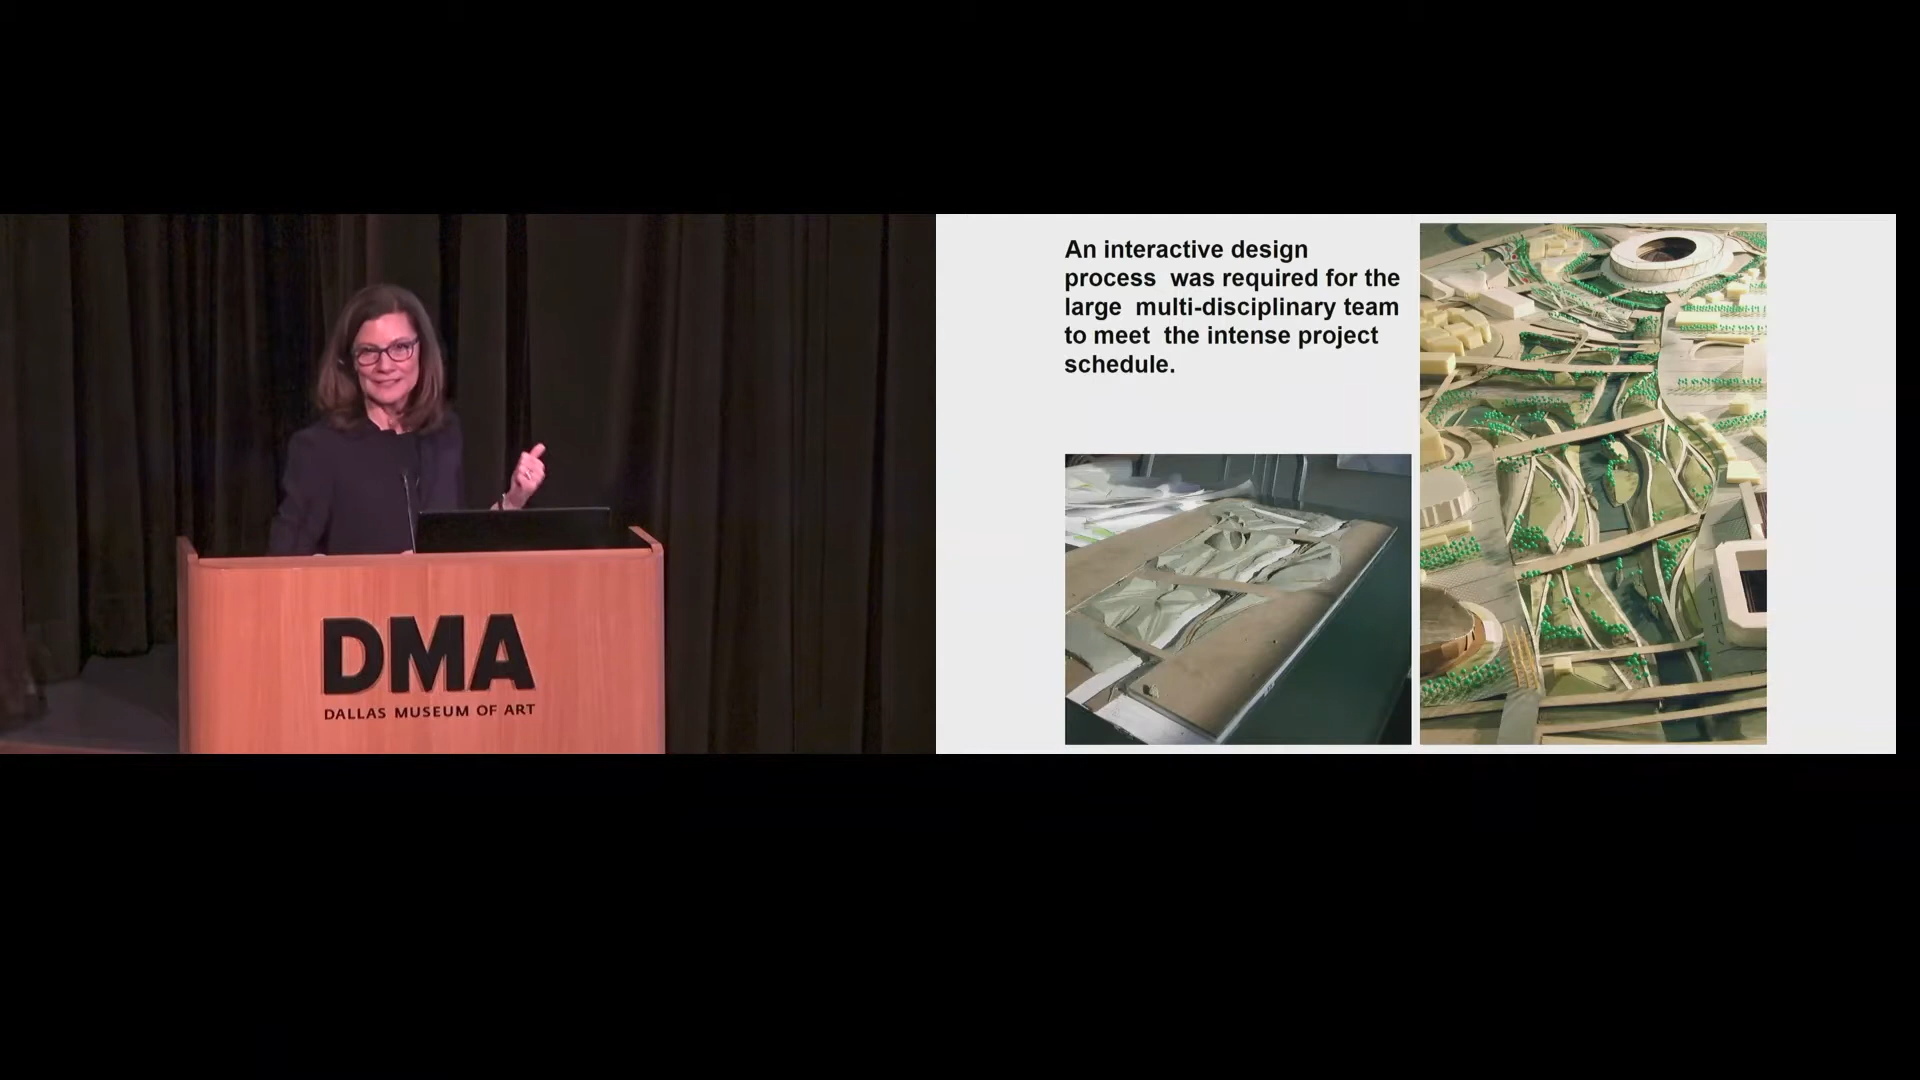 An interactive design
process was required for the
large multi-disciplinary team
to meet the intense project
schedule.
DMA
DALLAS MUSEUM OF ART